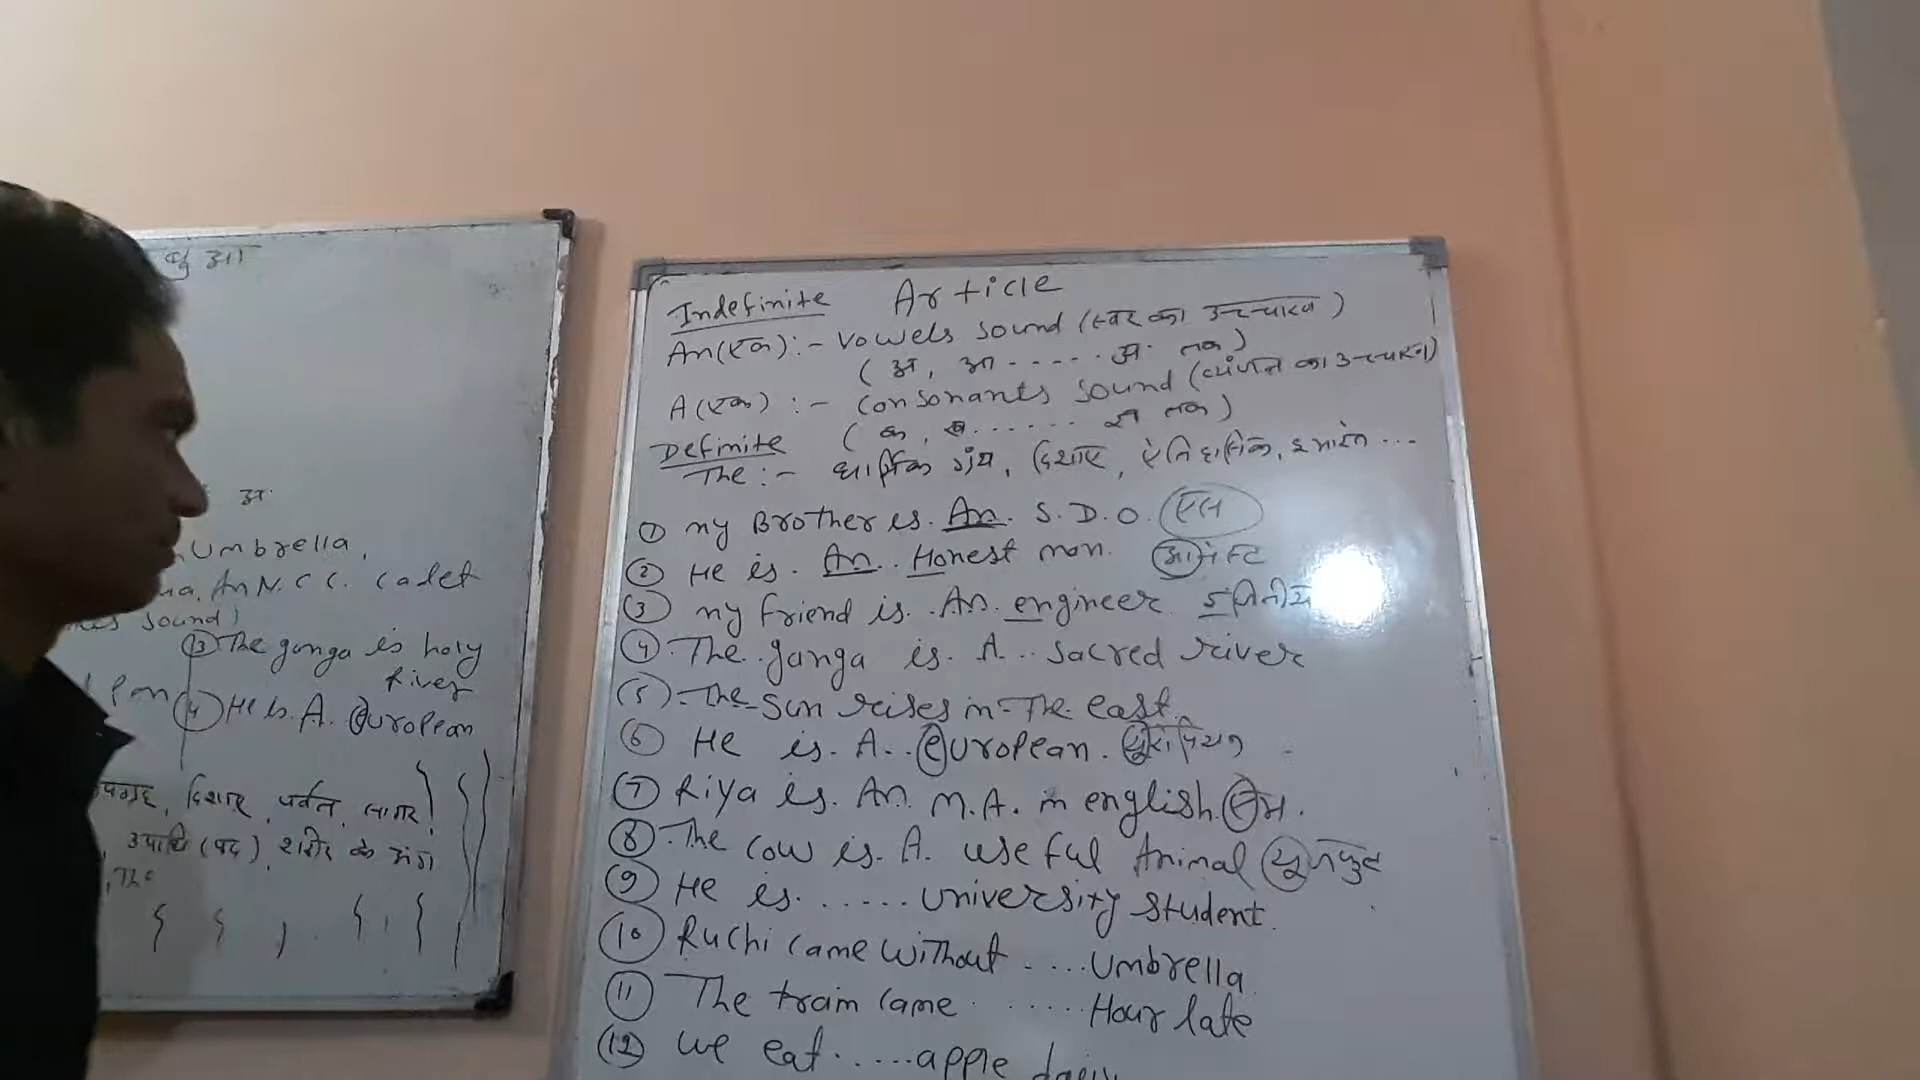 अः
Umbrella,
An N.C.C. cadet
sound)
(3) The ganga is holy
River
Pen (4) He is A. European
दिशाए, पर्वत, सागर
उपाधि (पद), शरीर के अंग
Indefinite Article
An(एक) :- Vowels sound (स्वर का उच्चारण)
(अ, आ ----- अः तक)
A(एक) :- Consonants sound (व्यंजन का उच्चारण)
(क, ख...... ज्ञ तक)
Definite
The :- धार्मिक ग्रंथ, दिशाए, ऐतिहासिक, इमारत ...
(1) my Brother is. An. S.D.O. एस
(2) He is. An.. Honest man. आनेस्ट
(3) my friend is. An. engineer
(4) The. ganga is. A... sacred river
(5). The Sun rises in The. east.
(6) He is. A.. european. यूरोपियन
(7) Riya is. An. M.A. in english. ऐम.
(8). The cow is. A. useful Animal
(9) He is. ..... university student.
(10) Ruchi came without ..... Umbrella.
(11) The train came ...... Hour late
(12) we eat .....apple